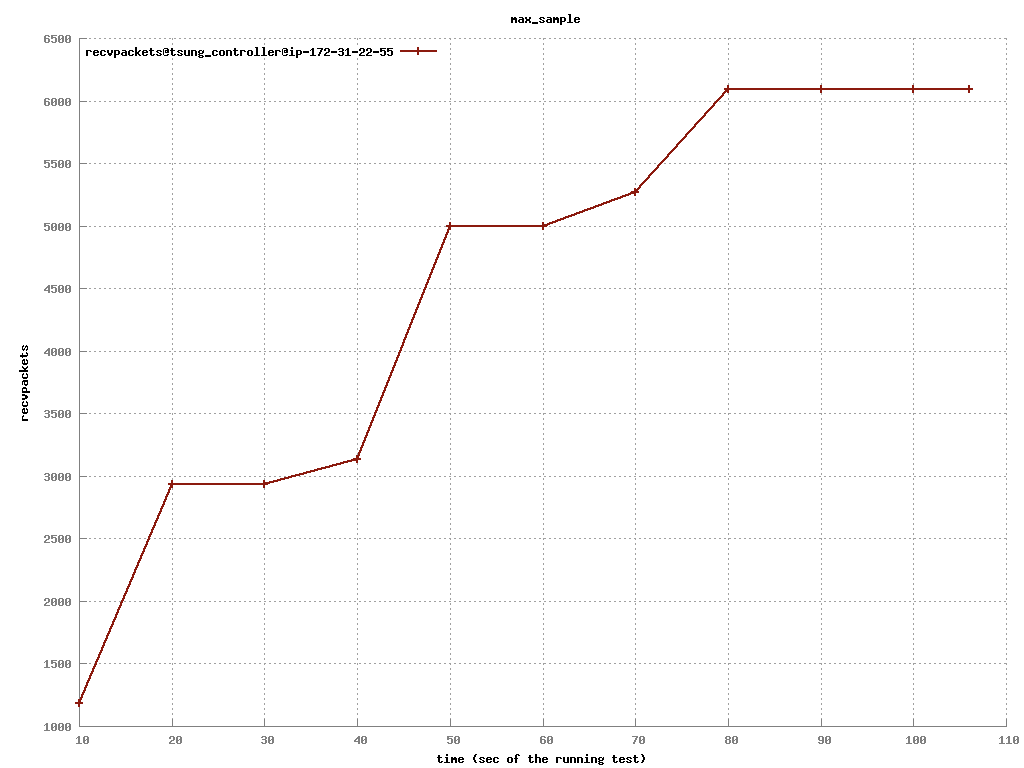 max_sample
6500
recvpackets@tsung_controller@ip-172-31-22-55
6000
5500
5000
4500
4000
recvpackets
3500
3000
2500
2000
1500
1000
10 20 30 40 50 60 70 80 90 100 110
time (sec of the running test)